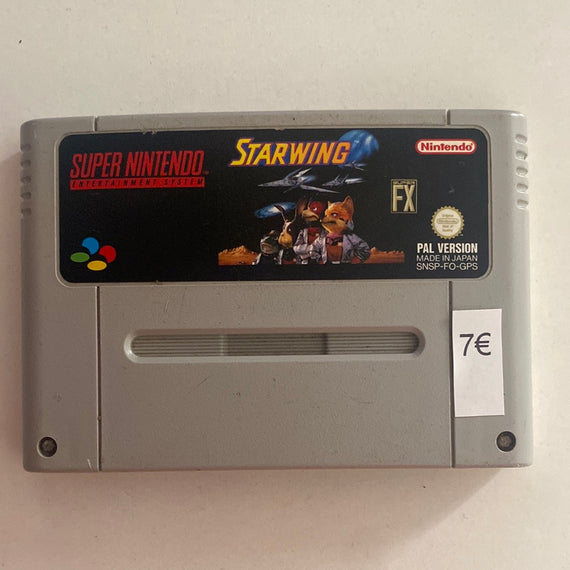 SUPER NINTENDO
ENTERTAINMENT SYSTEM
STARWING
Nintendo
FX
PAL VERSION
MADE IN JAPAN
SNSP-FO-GPS
7€